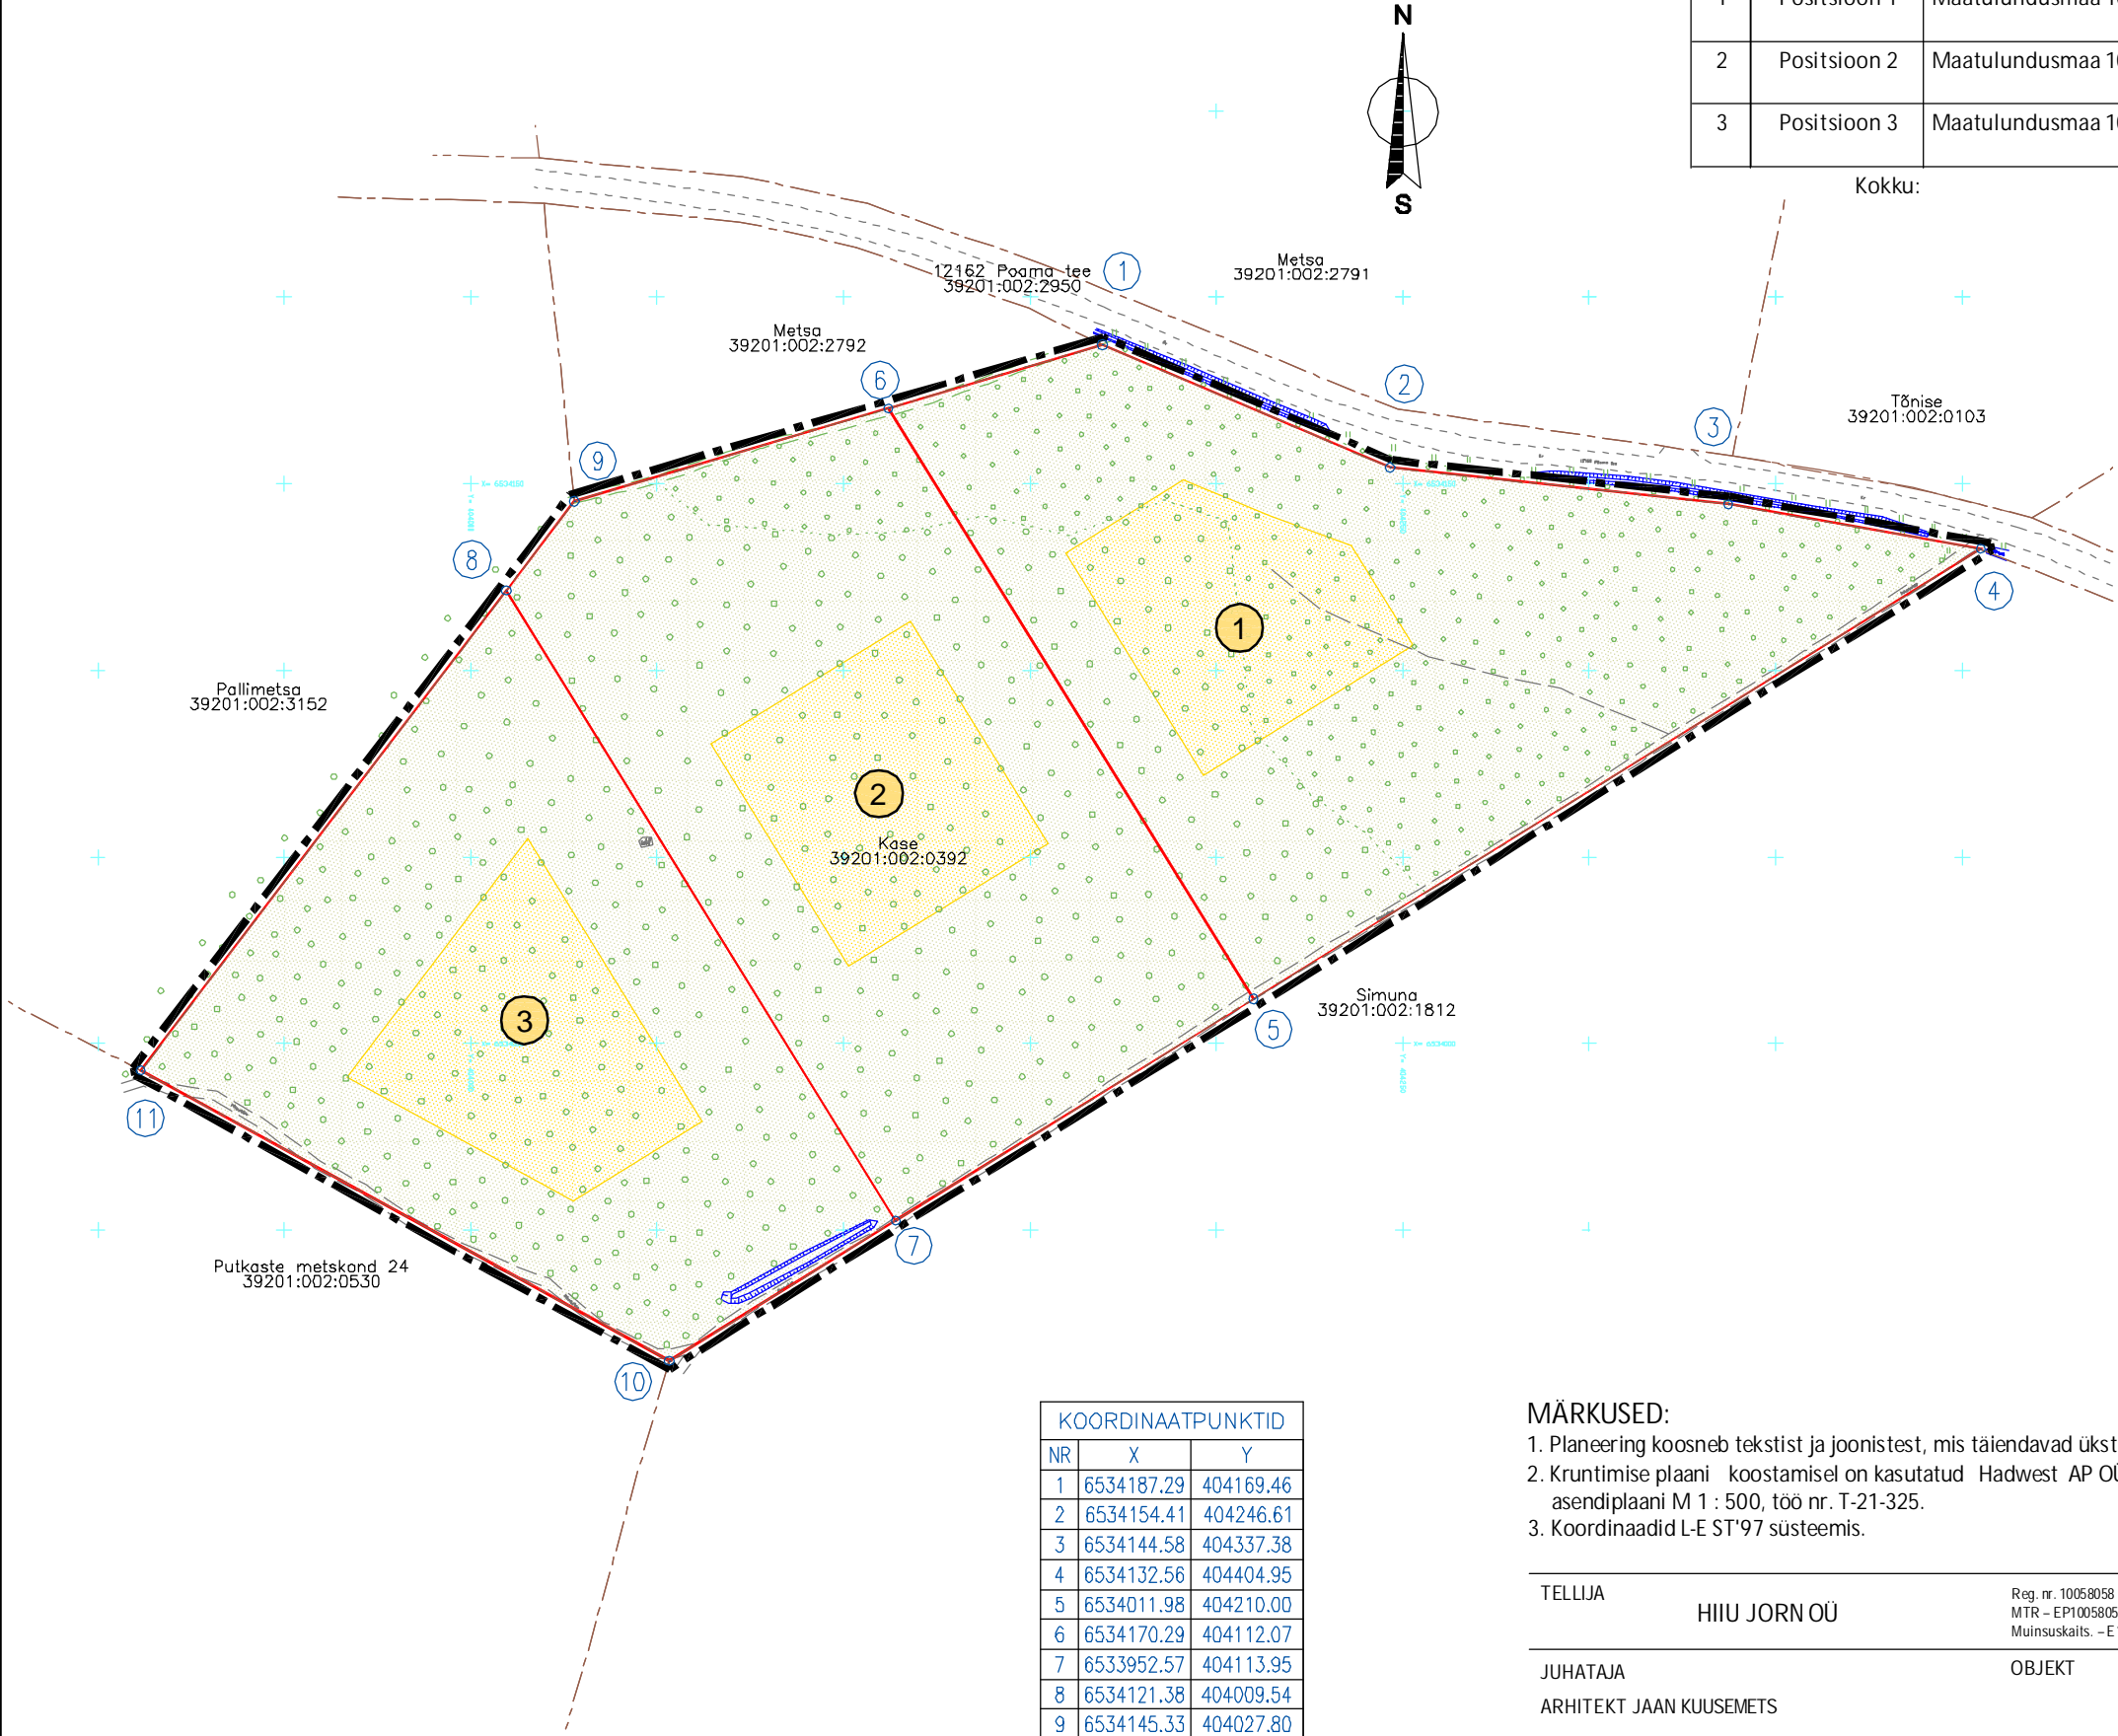 N
S
2 Positsioon 2 Maatulundusmaa
3 Positsioon 3 Maatulundusmaa
Kokku:
12162 Poama tee
39201:002:2950
1
Metsa
39201:002:2791
Metsa
39201:002:2792
6
2
3
Tõnise
39201:002:0103
9
8
4
1
Pallimetsa
39201:002:3152
2
Kase
39201:002:0392
3
Simuna
39201:002:1812
5
11
7
Putkaste metskond 24
39201:002:0530
10
KOORDINAATPUNKTID
NR X Y
1 6534187.29 404169.46
2 6534154.41 404246.61
3 6534144.58 404337.38
4 6534132.56 404404.95
5 6534011.98 404210.00
6 6534170.29 404112.07
7 6533952.57 404113.95
8 6534121.38 404009.54
9 6534145.33 404027.80
MÄRKUSED:
1. Planeering koosneb tekstist ja joonistest, mis täiendavad ükst
2. Kruntimise plaani koostamisel on kasutatud Hadwest AP OÜ
asendiplaani M 1 : 500, töö nr. T-21-325.
3. Koordinaadid L-E ST'97 süsteemis.
TELLIJA
HIIU JORN OÜ
Reg. nr. 10058058
MTR – EP1005805
Muinsuskaits. – E
JUHATAJA
OBJEKT
ARHITEKT JAAN KUUSEMETS